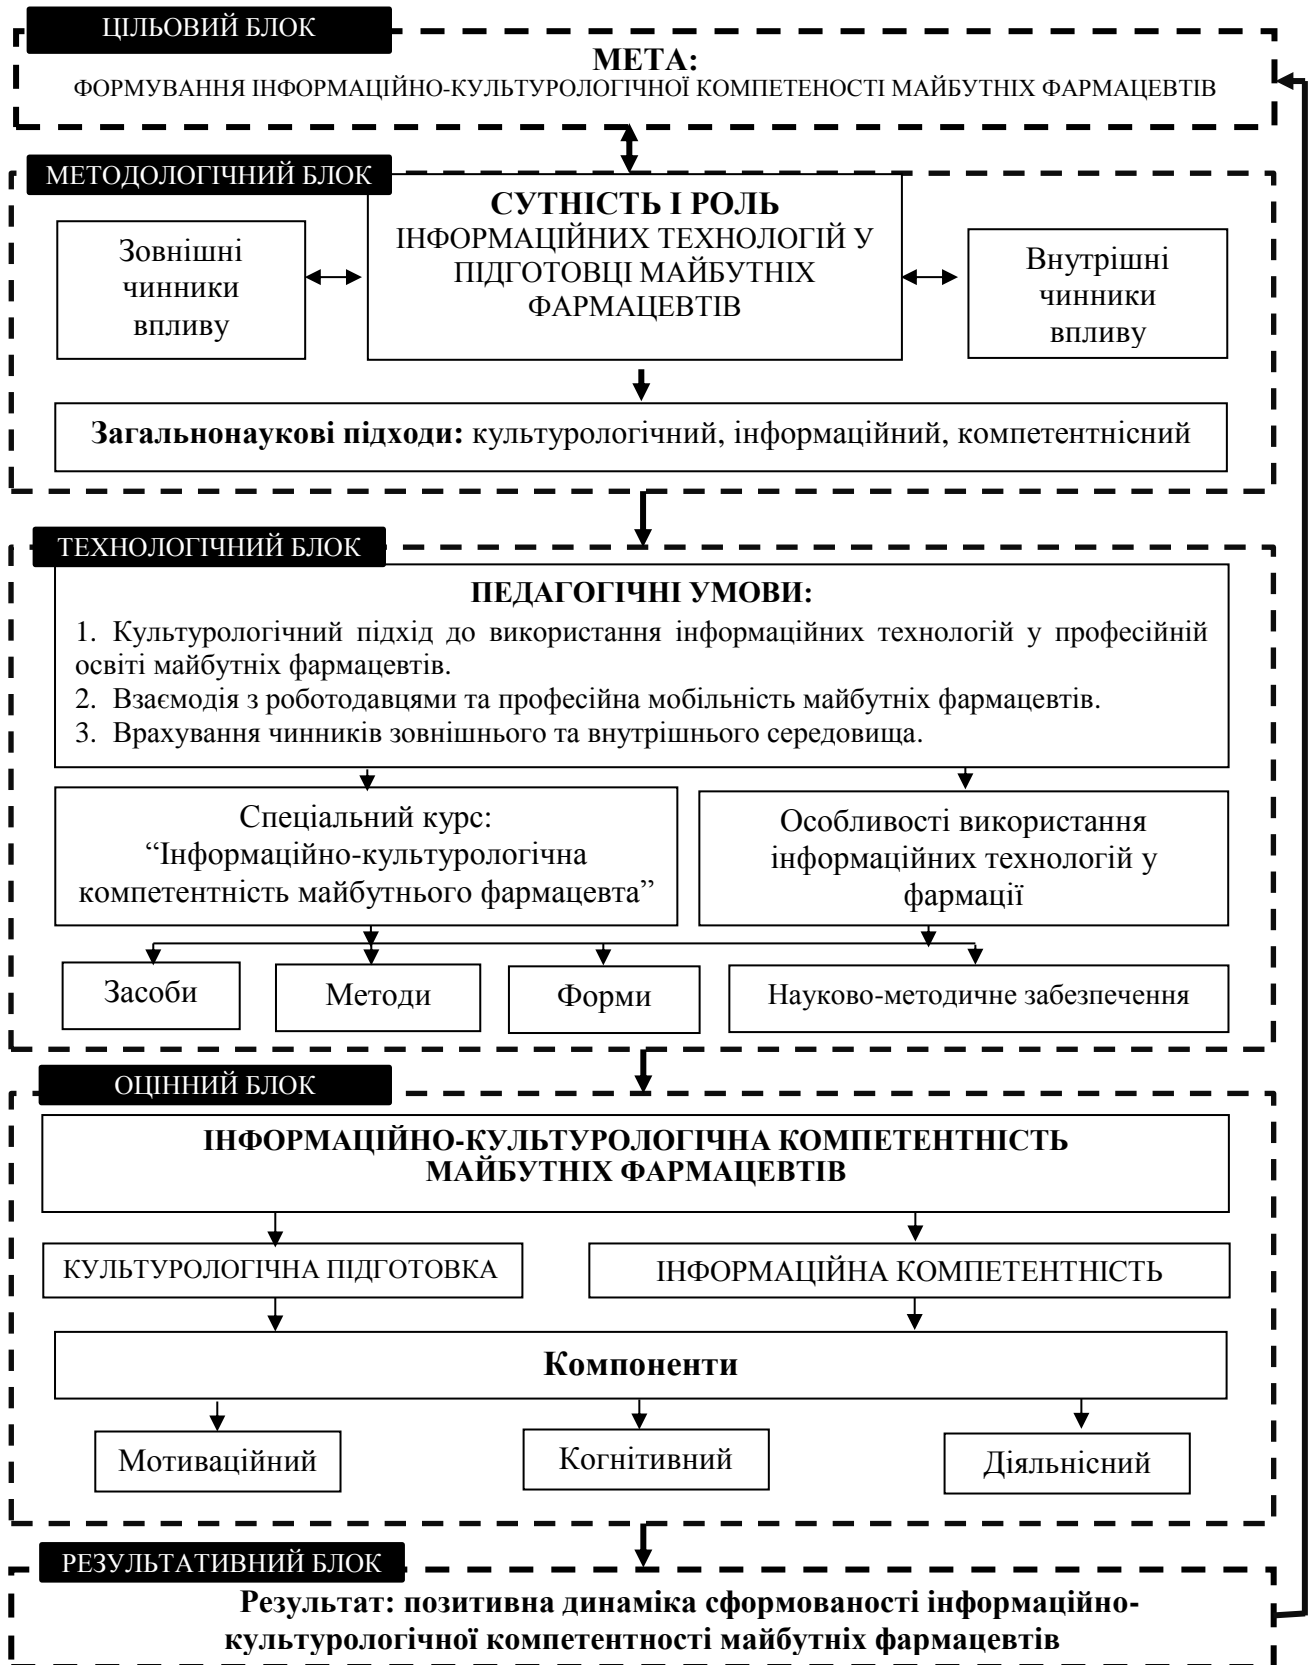 ЦІЛЬОВИЙ БЛОК
МЕТА:
ФОРМУВАННЯ ІНФОРМАЦІЙНО-КУЛЬТУРОЛОГІЧНОЇ КОМПЕТЕНОСТІ МАЙБУТНІХ ФАРМАЦЕВТІВ
МЕТОДОЛОГІЧНИЙ БЛОК
Зовнішні
чинники
впливу
СУТНІСТЬ І РОЛЬ
ІНФОРМАЦІЙНИХ ТЕХНОЛОГІЙ У
ПІДГОТОВЦІ МАЙБУТНІХ
ФАРМАЦЕВТІВ
Внутрішні
чинники
впливу
Загальнонаукові підходи: культурологічний, інформаційний, компетентнісний
ТЕХНОЛОГІЧНИЙ БЛОК
ПЕДАГОГІЧНІ УМОВИ:
1. Культурологічний підхід до використання інформаційних технологій у професійній
освіті майбутніх фармацевтів.
2. Взаємодія з роботодавцями та професійна мобільність майбутніх фармацевтів.
3. Врахування чинників зовнішнього та внутрішнього середовища.
Спеціальний курс:
“Інформаційно-культурологічна
компетентність майбутнього фармацевта”
Особливості використання
інформаційних технологій у
фармації
Засоби
Методи
Форми
Науково-методичне забезпечення
ОЦІННИЙ БЛОК
ІНФОРМАЦІЙНО-КУЛЬТУРОЛОГІЧНА КОМПЕТЕНТНІСТЬ
МАЙБУТНІХ ФАРМАЦЕВТІВ
КУЛЬТУРОЛОГІЧНА ПІДГОТОВКА
ІНФОРМАЦІЙНА КОМПЕТЕНТНІСТЬ
Компоненти
Мотиваційний
Когнітивний
Діяльнісний
РЕЗУЛЬТАТИВНИЙ БЛОК
Результат: позитивна динаміка сформованості інформаційно-
культурологічної компетентності майбутніх фармацевтів